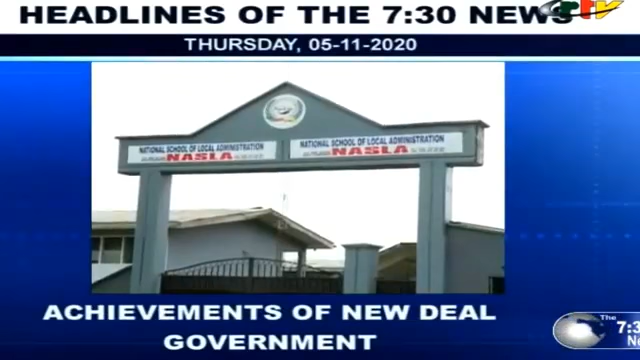 HEADLINES OF THE 7:30 NEWS
crtv
THURSDAY, 05-11-2020
NATIONAL SCHOOL OF LOCAL ADMINISTRATION
NASLA
NATIONAL SCHOOL OF LOCAL ADMINISTRATION
NASLA
ACHIEVEMENTS OF NEW DEAL
GOVERNMENT
The
7:3